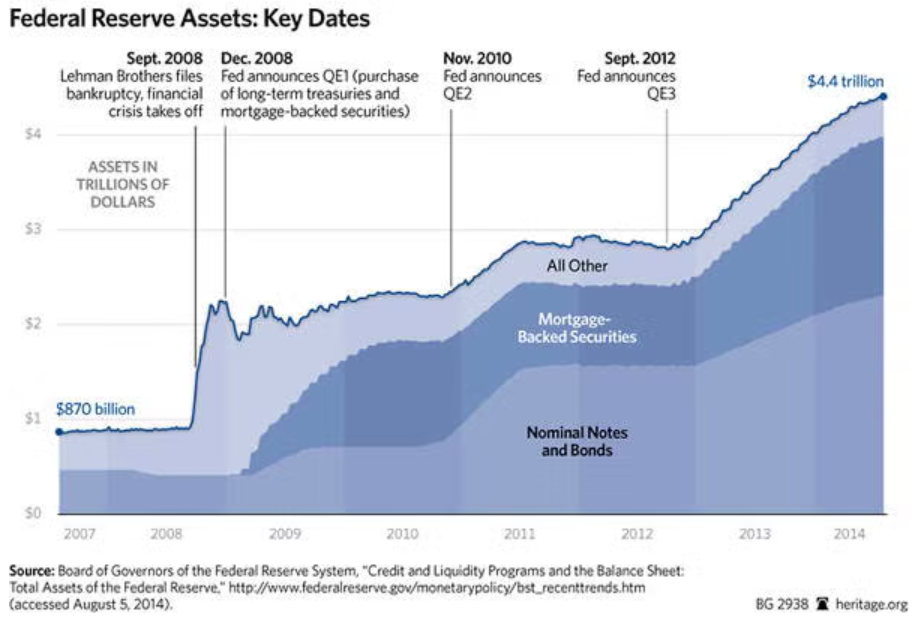 Federal Reserve Assets: Key Dates
Sept. 2008
Lehman Brothers files
bankruptcy, financial
crisis takes off
Dec. 2008
Fed announces QE1 (purchase
of long-term treasuries and
mortgage-backed securities)
Nov. 2010
Fed announces
QE2
Sept. 2012
Fed announces
QE3
$4.4 trillion
$4
ASSETS IN
TRILLIONS OF
DOLLARS
$3
All Other
$2
Mortgage-
Backed Securities
$870 billion
$1
Nominal Notes
and Bonds
$0
2007 2008 2009 2010 2011 2012 2013 2014
Source: Board of Governors of the Federal Reserve System, "Credit and Liquidity Programs and the Balance Sheet:
Total Assets of the Federal Reserve," http://www.federalreserve.gov/monetarypolicy/bst_recenttrends.htm
(accessed August 5, 2014).
BG 2938 heritage.org